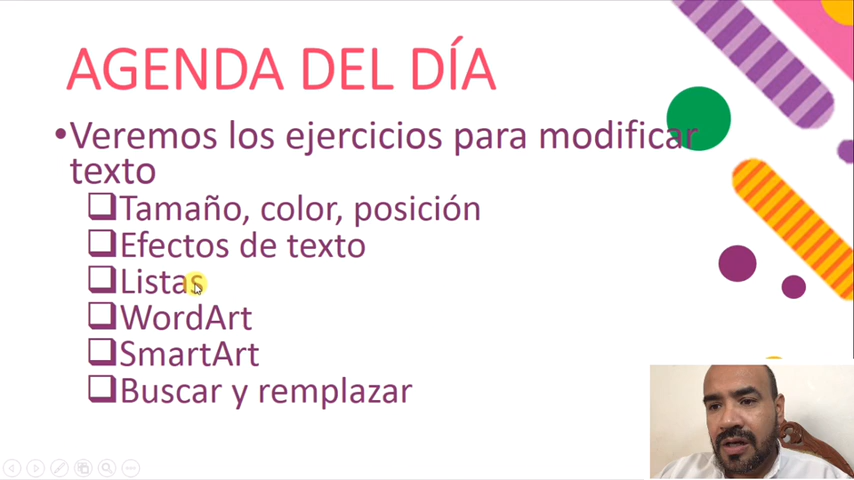 AGENDA DEL DÍA
•Veremos los ejercicios para modificar
texto
❑Tamaño, color, posición
❑Efectos de texto
❑Listas
❑WordArt
❑SmartArt
❑Buscar y remplazar